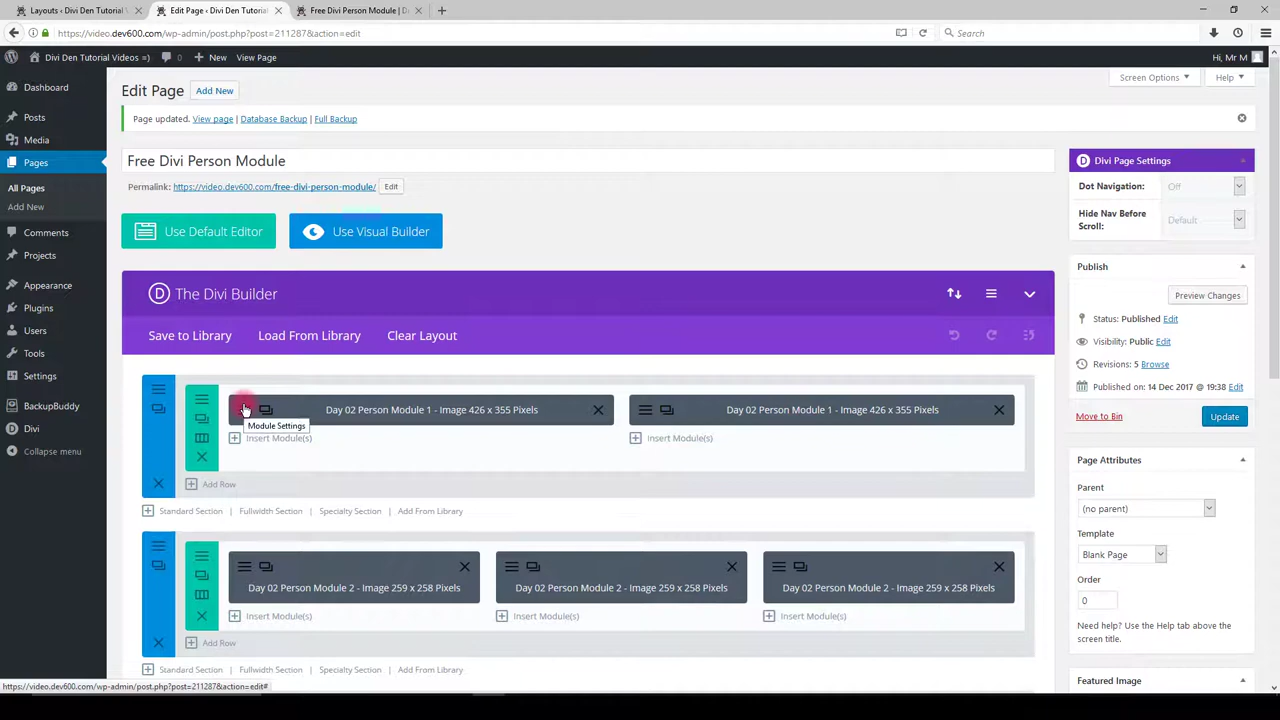 Layouts ‹ Divi Den Tutorial V
Edit Page ‹ Divi Den Tutorial
Free Divi Person Module | D
https://video.dev600.com/wp-admin/post.php?post=211287&action=edit
Search
Divi Den Tutorial Videos =)
0
New
View Page
Hi, Mr M
Dashboard
Posts
Media
Pages
All Pages
Add New
Comments
Projects
Appearance
Plugins
Users
Tools
Settings
BackupBuddy
Divi
Collapse menu
Screen Options
Help
Edit Page
Add New
Page updated. View page | Database Backup | Full Backup
Free Divi Person Module
Permalink: https://video.dev600.com/free-divi-person-module/
Edit
Use Default Editor
Use Visual Builder
D The Divi Builder
Save to Library
Load From Library
Clear Layout
Day 02 Person Module 1 - Image 426 x 355 Pixels
Day 02 Person Module 1 - Image 426 x 355 Pixels
Module Settings
Insert Module(s)
Insert Module(s)
Add Row
Standard Section | Fullwidth Section | Specialty Section | Add From Library
Day 02 Person Module 2 - Image 259 x 258 Pixels
Day 02 Person Module 2 - Image 259 x 258 Pixels
Day 02 Person Module 2 - Image 259 x 258 Pixels
Insert Module(s)
Insert Module(s)
Insert Module(s)
Add Row
Standard Section | Fullwidth Section | Specialty Section | Add From Library
D Divi Page Settings
Dot Navigation:
Off
Hide Nav Before
Scroll:
Default
Publish
Preview Changes
Status: Published Edit
Visibility: Public Edit
Revisions: 5 Browse
Published on: 14 Dec 2017 @ 19:38 Edit
Move to Bin
Update
Page Attributes
Parent
(no parent)
Template
Blank Page
Order
0
Need help? Use the Help tab above the
screen title.
Featured Image
https://video.dev600.com/wp-admin/post.php?post=211287&action=edit#